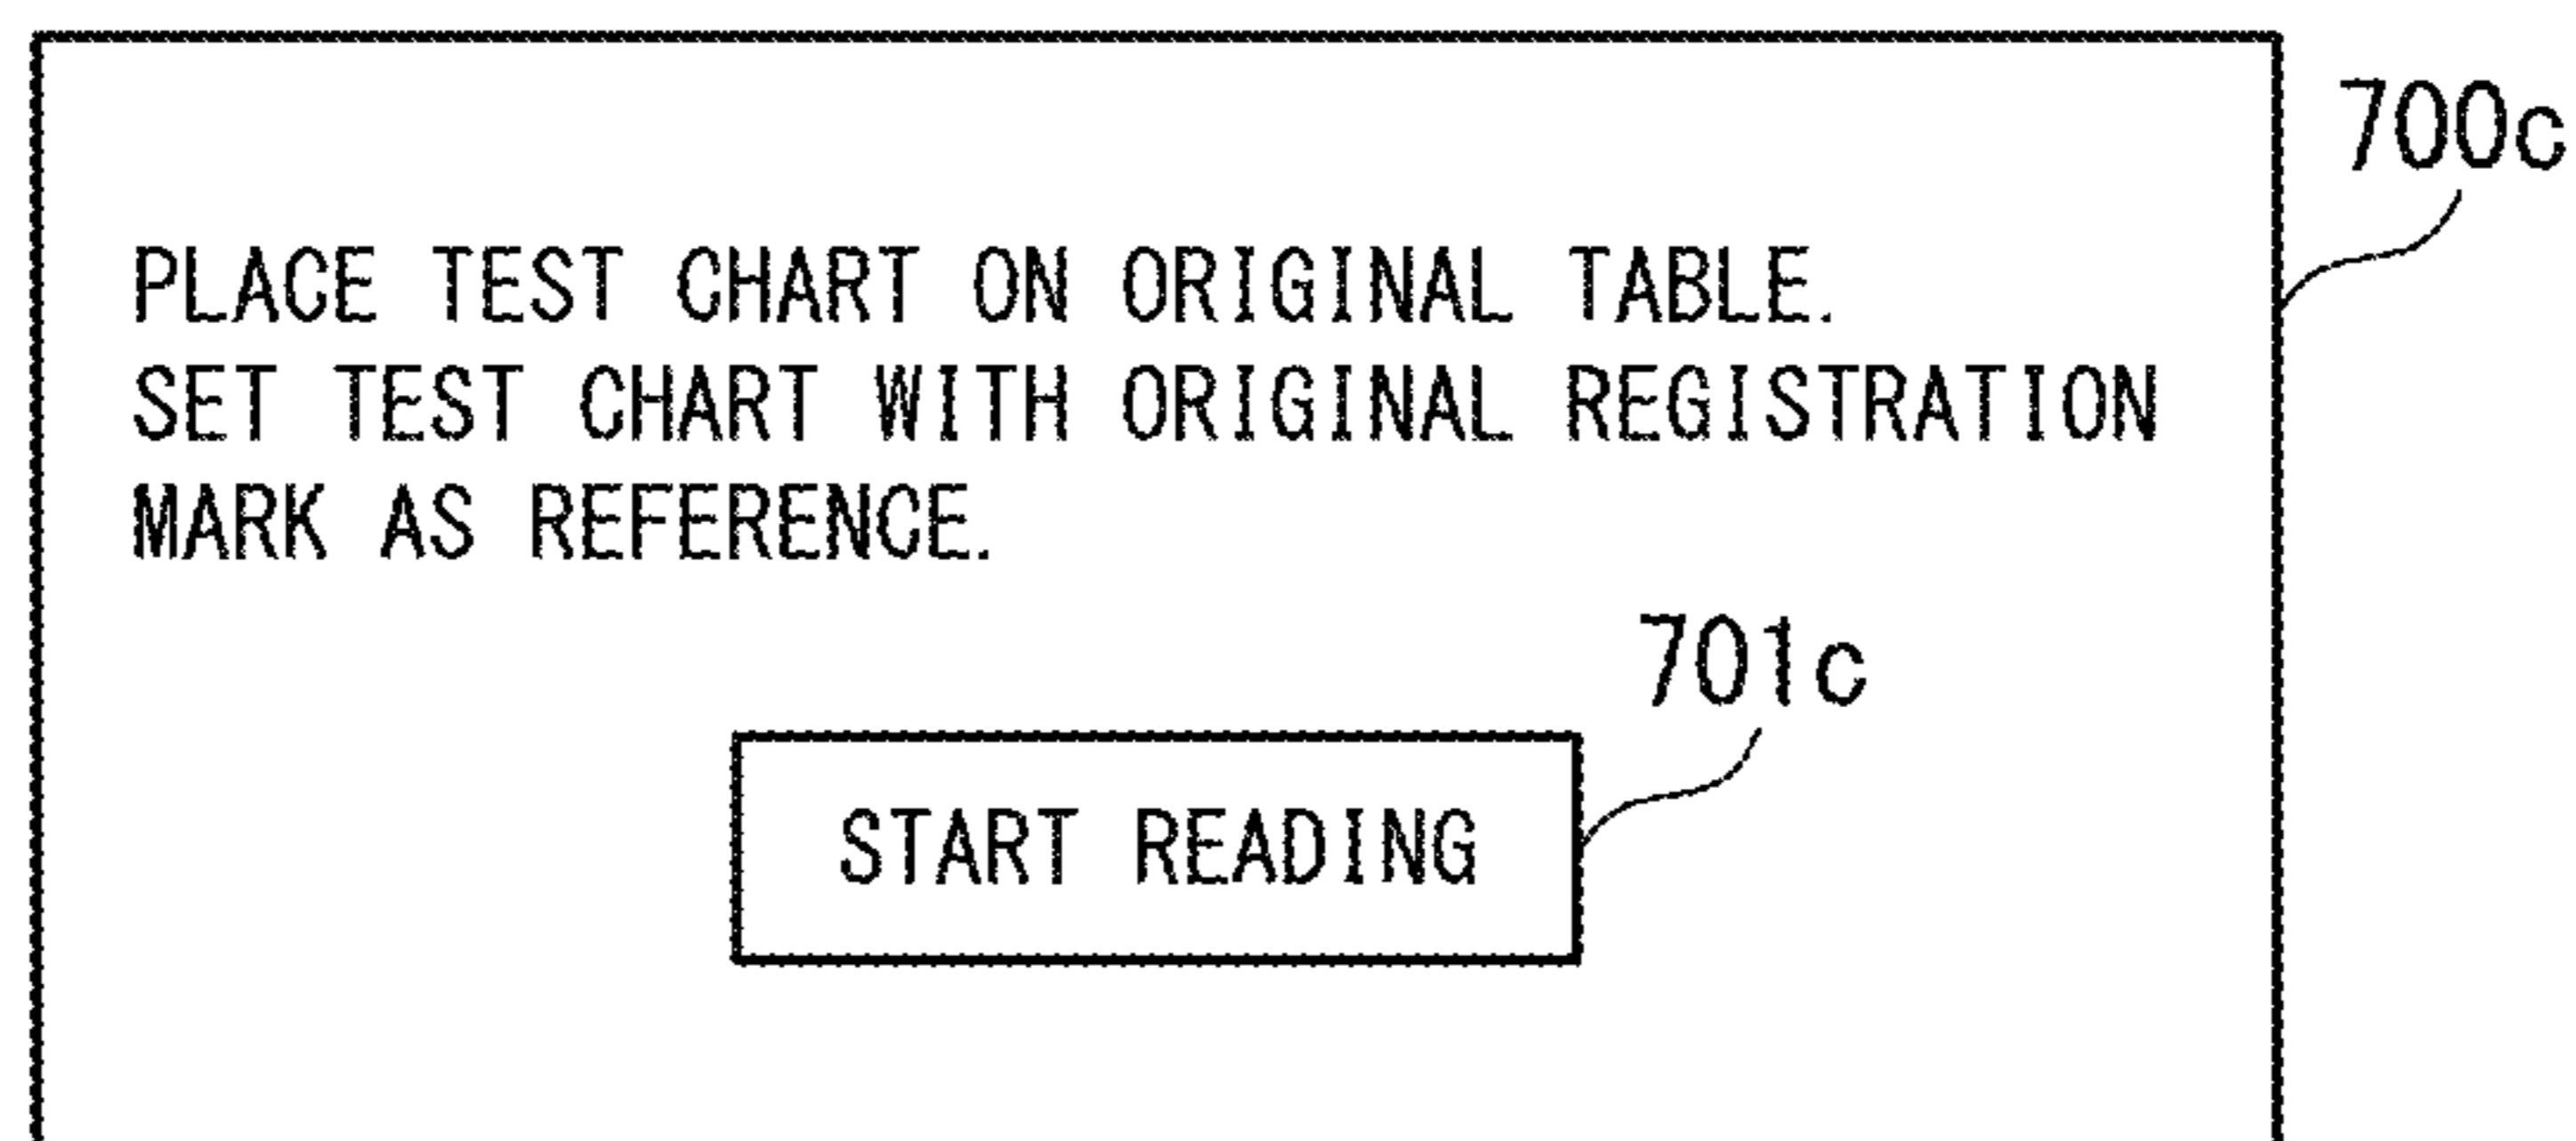 700c
PLACE TEST CHART ON ORIGINAL TABLE.
SET TEST CHART WITH ORIGINAL REGISTRATION
MARK AS REFERENCE.
701c
START READING